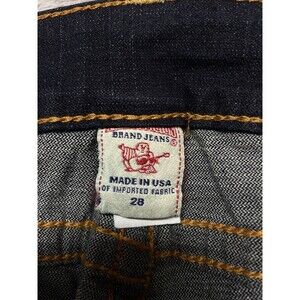 BRAND JEANS
®
MADE IN USA
OF IMPORTED FABRIC
28